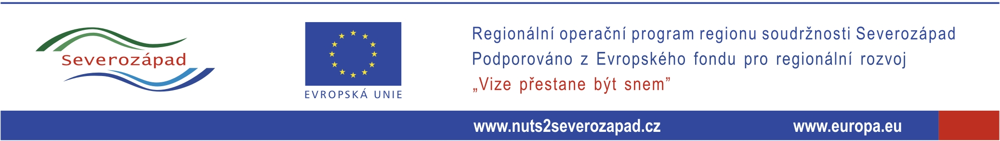 Severozápad
EVROPSKÁ UNIE
Regionální operační program regionu soudržnosti Severozápad
Podporováno z Evropského fondu pro regionální rozvoj
„Vize přestane být snem”
www.nuts2severozapad.cz
www.europa.eu